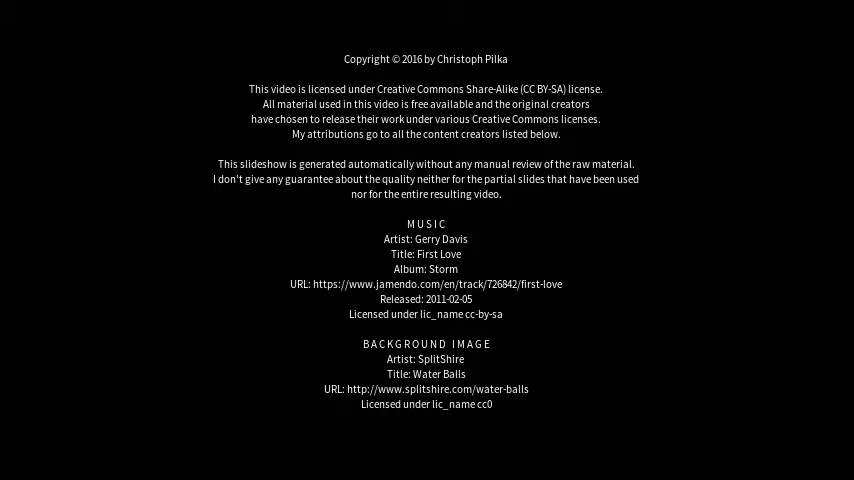 Copyright © 2016 by Christoph Pilka
This video is licensed under Creative Commons Share-Alike (CC BY-SA) license.
All material used in this video is free available and the original creators
have chosen to release their work under various Creative Commons licenses.
My attributions go to all the content creators listed below.
This slideshow is generated automatically without any manual review of the raw material.
I don't give any guarantee about the quality neither for the partial slides that have been used
nor for the entire resulting video.
MUSIC
Artist: Gerry Davis
Title: First Love
Album: Storm
URL: https://www.jamendo.com/en/track/726842/first-love
Released: 2011-02-05
Licensed under lic_name cc-by-sa
BACKGROUND IMAGE
Artist: SplitShire
Title: Water Balls
URL: http://www.splitshire.com/water-balls
Licensed under lic_name cc0